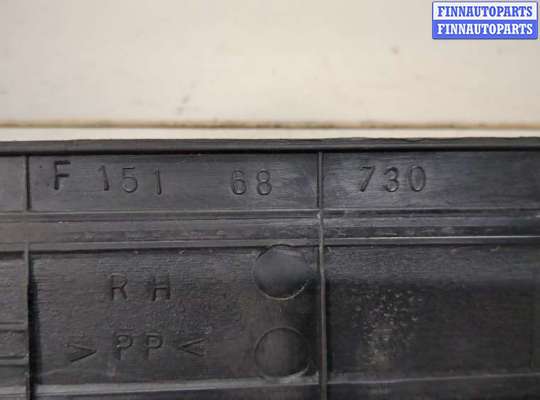 FINNAUTOPARTS
FINNAUTOPARTS
F 151 68 730
RH
>PP<